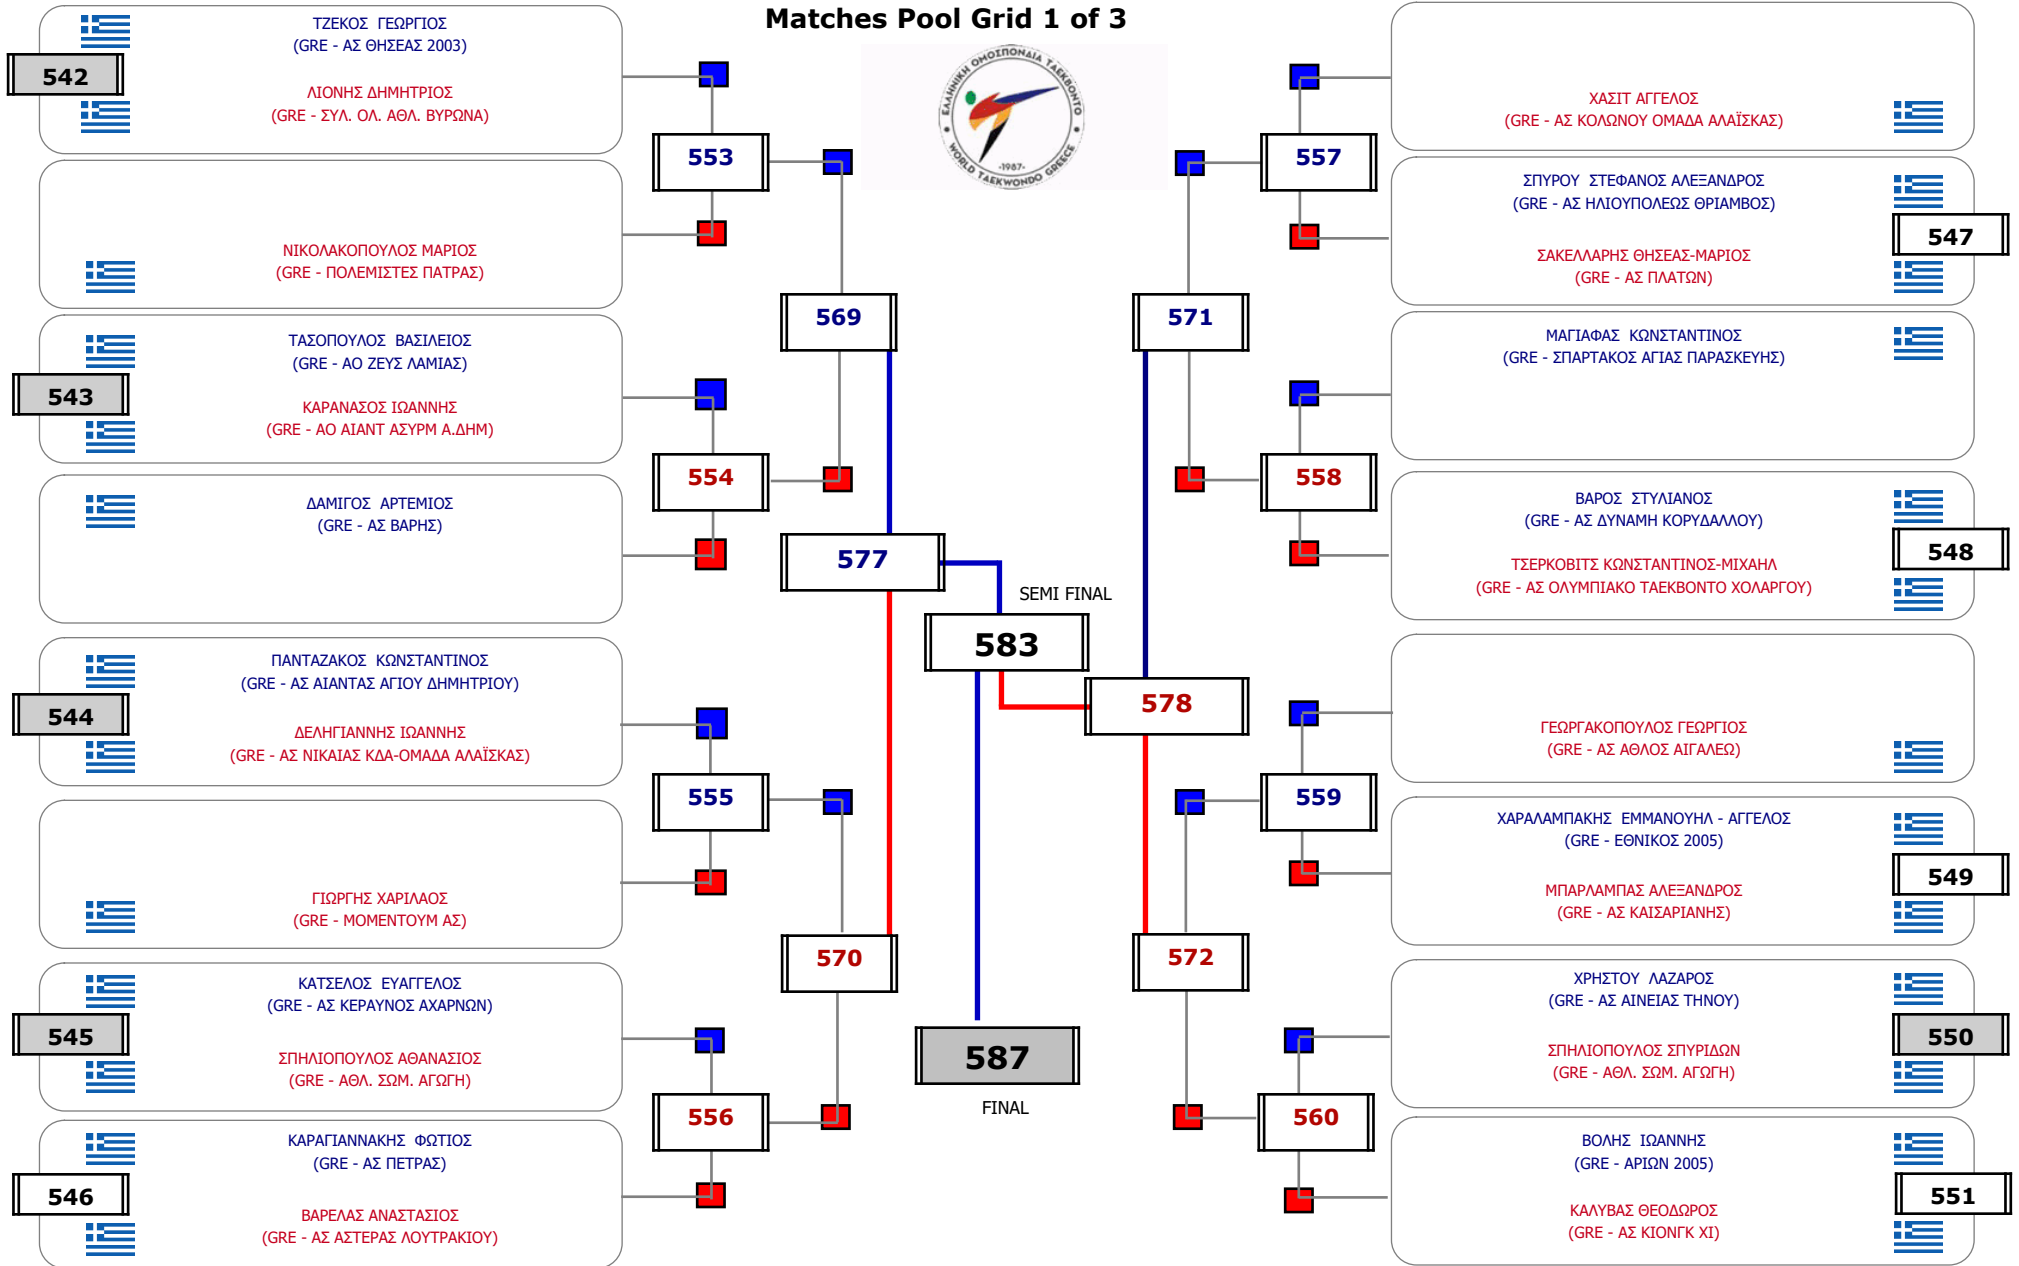 Matches Pool Grid 1 of 3
ΕΛΛΗΝΙΚΗ ΟΜΟΣΠΟΝΔΙΑ ΤΑΕΚΒΟΝΤΟ
·1987·
WORLD TAEKWONDO GREECE
542
ΤΖΕΚΟΣ ΓΕΩΡΓΙΟΣ
(GRE - ΑΣ ΘΗΣΕΑΣ 2003)
ΛΙΟΝΗΣ ΔΗΜΗΤΡΙΟΣ
(GRE - ΣΥΛ. ΟΛ. ΑΘΛ. ΒΥΡΩΝΑ)
ΝΙΚΟΛΑΚΟΠΟΥΛΟΣ ΜΑΡΙΟΣ
(GRE - ΠΟΛΕΜΙΣΤΕΣ ΠΑΤΡΑΣ)
543
ΤΑΣΟΠΟΥΛΟΣ ΒΑΣΙΛΕΙΟΣ
(GRE - ΑΟ ΖΕΥΣ ΛΑΜΙΑΣ)
ΚΑΡΑΝΑΣΟΣ ΙΩΑΝΝΗΣ
(GRE - ΑΟ ΑΙΑΝΤ ΑΣΥΡΜ Α.ΔΗΜ)
ΔΑΜΙΓΟΣ ΑΡΤΕΜΙΟΣ
(GRE - ΑΣ ΒΑΡΗΣ)
544
ΠΑΝΤΑΖΑΚΟΣ ΚΩΝΣΤΑΝΤΙΝΟΣ
(GRE - ΑΣ ΑΙΑΝΤΑΣ ΑΓΙΟΥ ΔΗΜΗΤΡΙΟΥ)
ΔΕΛΗΓΙΑΝΝΗΣ ΙΩΑΝΝΗΣ
(GRE - ΑΣ ΝΙΚΑΙΑΣ ΚΔΑ-ΟΜΑΔΑ ΑΛΑΪΣΚΑΣ)
ΓΙΩΡΓΗΣ ΧΑΡΙΛΑΟΣ
(GRE - ΜΟΜΕΝΤΟΥΜ ΑΣ)
545
ΚΑΤΣΕΛΟΣ ΕΥΑΓΓΕΛΟΣ
(GRE - ΑΣ ΚΕΡΑΥΝΟΣ ΑΧΑΡΝΩΝ)
ΣΠΗΛΙΟΠΟΥΛΟΣ ΑΘΑΝΑΣΙΟΣ
(GRE - ΑΘΛ. ΣΩΜ. ΑΓΩΓΗ)
546
ΚΑΡΑΓΙΑΝΝΑΚΗΣ ΦΩΤΙΟΣ
(GRE - ΑΣ ΠΕΤΡΑΣ)
ΒΑΡΕΛΑΣ ΑΝΑΣΤΑΣΙΟΣ
(GRE - ΑΣ ΑΣΤΕΡΑΣ ΛΟΥΤΡΑΚΙΟΥ)
553
554
555
556
569
570
577
SEMI FINAL
583
587
FINAL
578
571
572
557
558
559
560
ΧΑΣΙΤ ΑΓΓΕΛΟΣ
(GRE - ΑΣ ΚΟΛΩΝΟΥ ΟΜΑΔΑ ΑΛΑΪΣΚΑΣ)
ΣΠΥΡΟΥ ΣΤΕΦΑΝΟΣ ΑΛΕΞΑΝΔΡΟΣ
(GRE - ΑΣ ΗΛΙΟΥΠΟΛΕΩΣ ΘΡΙΑΜΒΟΣ)
547
ΣΑΚΕΛΛΑΡΗΣ ΘΗΣΕΑΣ-ΜΑΡΙΟΣ
(GRE - ΑΣ ΠΛΑΤΩΝ)
ΜΑΓΙΑΦΑΣ ΚΩΝΣΤΑΝΤΙΝΟΣ
(GRE - ΣΠΑΡΤΑΚΟΣ ΑΓΙΑΣ ΠΑΡΑΣΚΕΥΗΣ)
ΒΑΡΟΣ ΣΤΥΛΙΑΝΟΣ
(GRE - ΑΣ ΔΥΝΑΜΗ ΚΟΡΥΔΑΛΛΟΥ)
548
ΤΣΕΡΚΟΒΙΤΣ ΚΩΝΣΤΑΝΤΙΝΟΣ-ΜΙΧΑΗΛ
(GRE - ΑΣ ΟΛΥΜΠΙΑΚΟ ΤΑΕΚΒΟΝΤΟ ΧΟΛΑΡΓΟΥ)
ΓΕΩΡΓΑΚΟΠΟΥΛΟΣ ΓΕΩΡΓΙΟΣ
(GRE - ΑΣ ΑΘΛΟΣ ΑΙΓΑΛΕΩ)
ΧΑΡΑΛΑΜΠΑΚΗΣ ΕΜΜΑΝΟΥΗΛ - ΑΓΓΕΛΟΣ
(GRE - ΕΘΝΙΚΟΣ 2005)
549
ΜΠΑΡΛΑΜΠΑΣ ΑΛΕΞΑΝΔΡΟΣ
(GRE - ΑΣ ΚΑΙΣΑΡΙΑΝΗΣ)
ΧΡΗΣΤΟΥ ΛΑΖΑΡΟΣ
(GRE - ΑΣ ΑΙΝΕΙΑΣ ΤΗΝΟΥ)
550
ΣΠΗΛΙΟΠΟΥΛΟΣ ΣΠΥΡΙΔΩΝ
(GRE - ΑΘΛ. ΣΩΜ. ΑΓΩΓΗ)
ΒΟΛΗΣ ΙΩΑΝΝΗΣ
(GRE - ΑΡΙΩΝ 2005)
551
ΚΑΛΥΒΑΣ ΘΕΟΔΩΡΟΣ
(GRE - ΑΣ ΚΙΟΝΓΚ ΧΙ)